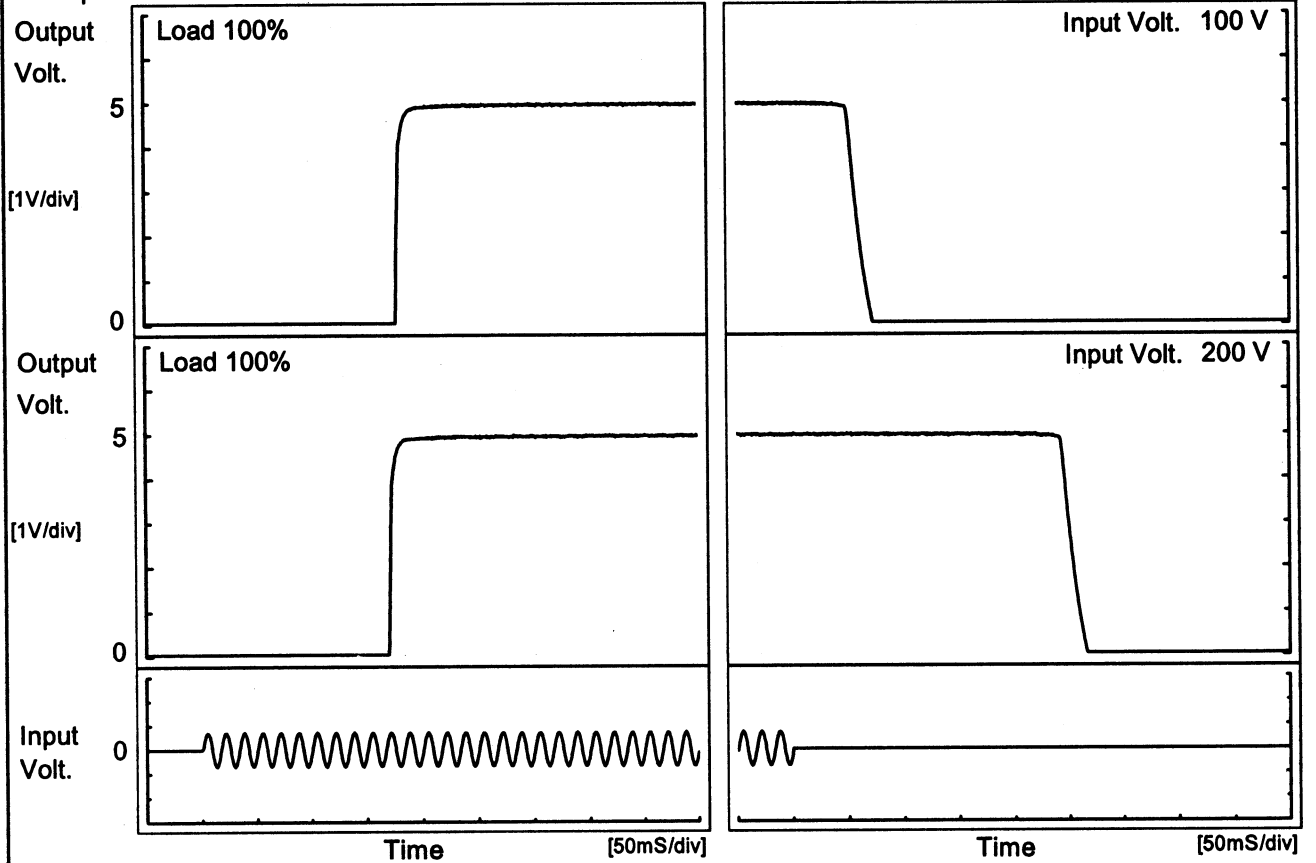 Output
Volt.
Load 100%
Input Volt. 100 V
5
[1V/div]
0
Output
Volt.
Load 100%
Input Volt. 200 V
5
[1V/div]
0
Input
Volt.
0
Time
[50mS/div]
Time
[50mS/div]